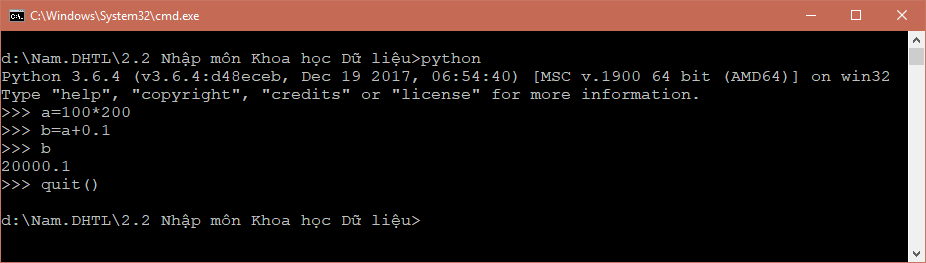 C:\Windows\System32\cmd.exe
d:\Nam.DHTL\2.2 Nhập môn Khoa học Dữ liệu>python
Python 3.6.4 (v3.6.4:d48eceb, Dec 19 2017, 06:54:40) [MSC v.1900 64 bit (AMD64)] on win32
Type "help", "copyright", "credits" or "license" for more information.
>>> a=100*200
>>> b=a+0.1
>>> b
20000.1
>>> quit()
d:\Nam.DHTL\2.2 Nhập môn Khoa học Dữ liệu>